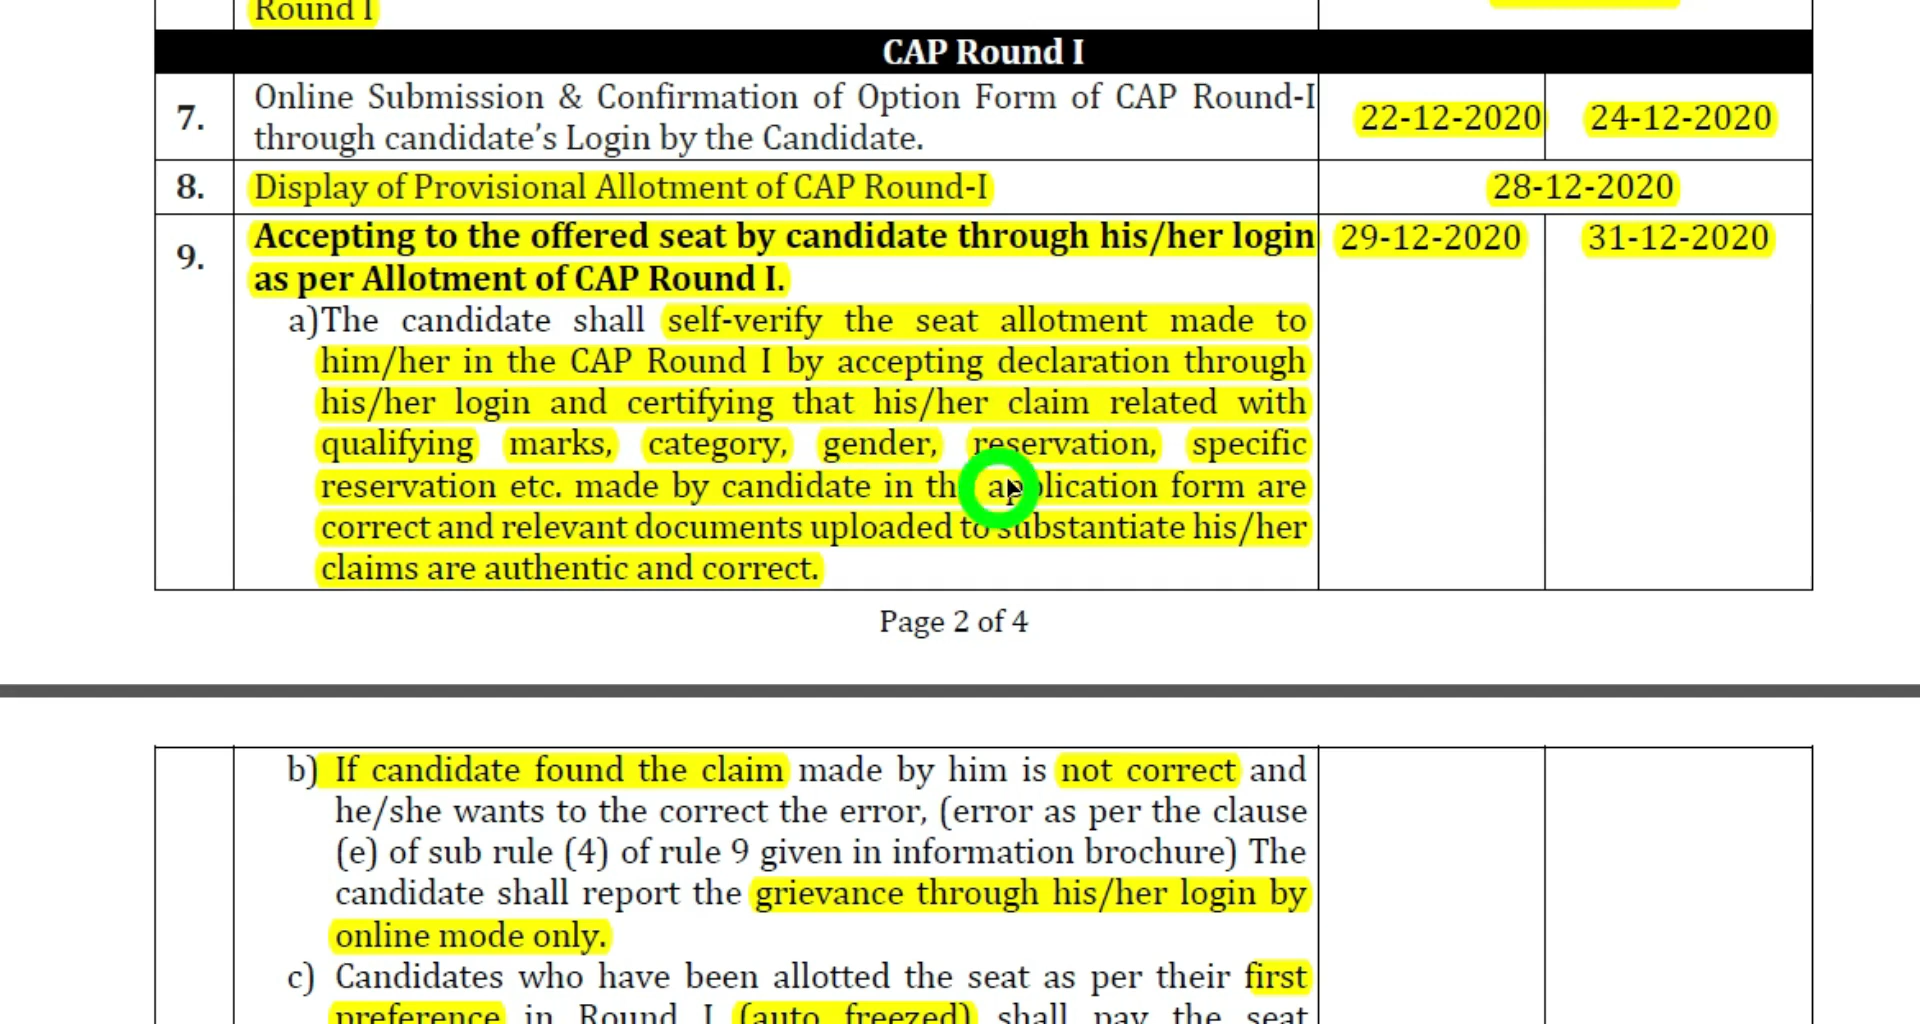 Round I
CAP Round I
7.
Online Submission & Confirmation of Option Form of CAP Round-I
through candidate's Login by the Candidate.
22-12-2020
24-12-2020
8.
Display of Provisional Allotment of CAP Round-I
28-12-2020
9.
Accepting to the offered seat by candidate through his/her login
as per Allotment of CAP Round I.
29-12-2020
31-12-2020
a)The candidate shall self-verify the seat allotment made to
him/her in the CAP Round I by accepting declaration through
his/her login and certifying that his/her claim related with
qualifying marks, category, gender, reservation, specific
reservation etc. made by candidate in the application form are
correct and relevant documents uploaded to substantiate his/her
claims are authentic and correct.
Page 2 of 4
b) If candidate found the claim made by him is not correct and
he/she wants to the correct the error, (error as per the clause
(e) of sub rule (4) of rule 9 given in information brochure) The
candidate shall report the grievance through his/her login by
online mode only.
c) Candidates who have been allotted the seat as per their first
preference in Round I (auto freezed) shall pay the seat